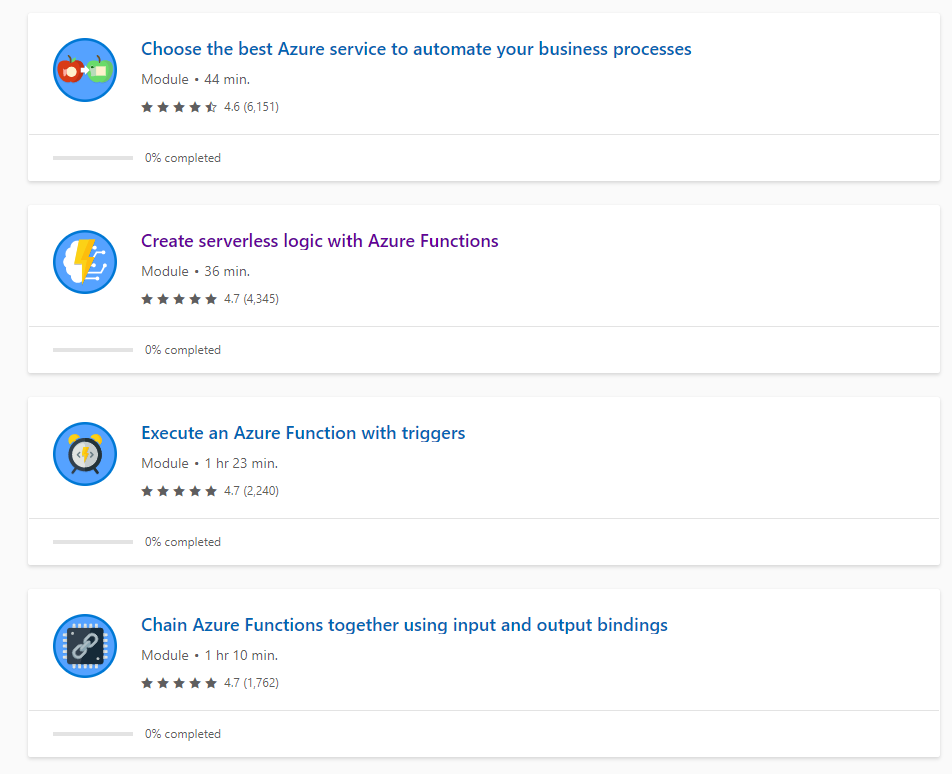 Choose the best Azure service to automate your business processes
Module • 44 min.
4.6 (6,151)
0% completed
Create serverless logic with Azure Functions
Module • 36 min.
4.7 (4,345)
0% completed
Execute an Azure Function with triggers
Module • 1 hr 23 min.
4.7 (2,240)
0% completed
Chain Azure Functions together using input and output bindings
Module • 1 hr 10 min.
4.7 (1,762)
0% completed